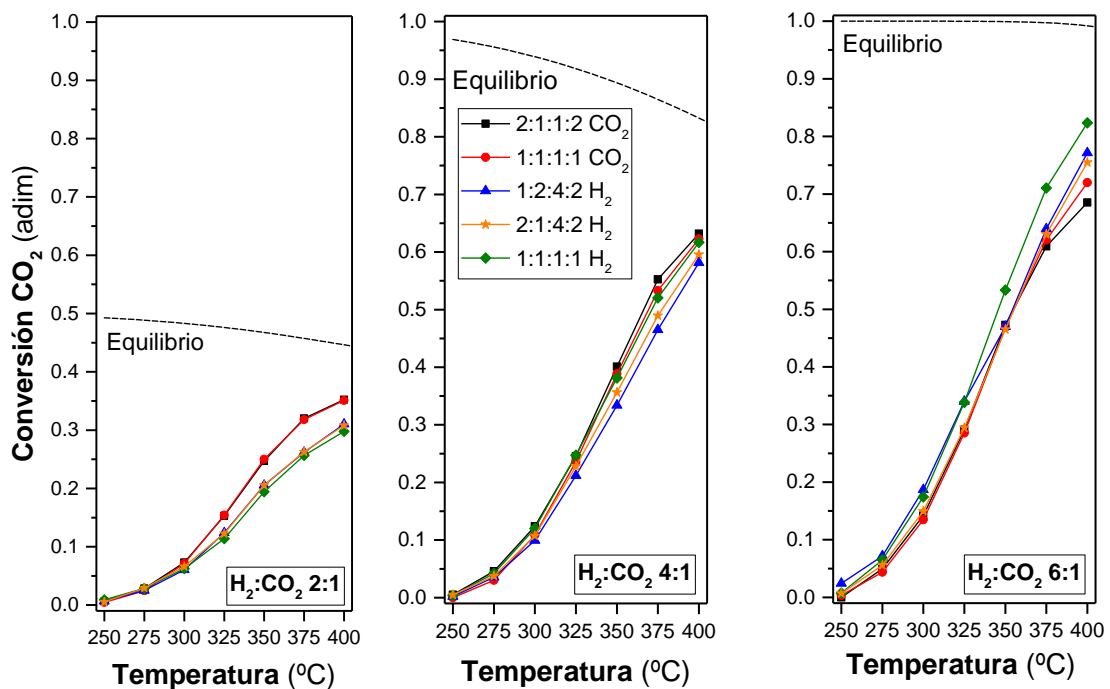 Conversión CO2 (adim)
1.0
0.9
0.8
0.7
0.6
0.5
0.4
0.3
0.2
0.1
0.0
Equilibrio
H2:CO2 2:1
250 275 300 325 350 375 400
Temperatura (ºC)
1.0
0.9
0.8
0.7
0.6
0.5
0.4
0.3
0.2
0.1
0.0
Equilibrio
2:1:1:2 CO2
1:1:1:1 CO2
1:2:4:2 H2
2:1:4:2 H2
1:1:1:1 H2
H2:CO2 4:1
250 275 300 325 350 375 400
Temperatura (ºC)
1.0
0.9
0.8
0.7
0.6
0.5
0.4
0.3
0.2
0.1
0.0
Equilibrio
H2:CO2 6:1
250 275 300 325 350 375 400
Temperatura (ºC)